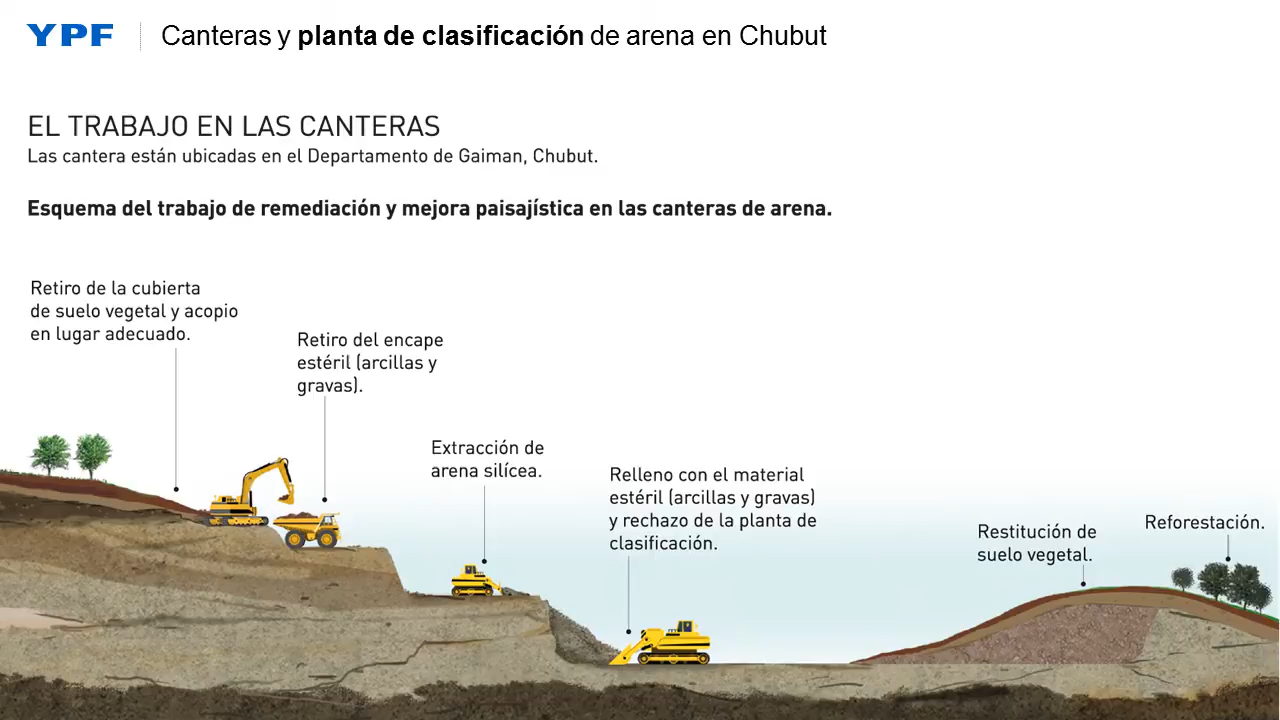 YPF
Canteras y planta de clasificación de arena en Chubut
EL TRABAJO EN LAS CANTERAS
Las cantera están ubicadas en el Departamento de Gaiman, Chubut.
Esquema del trabajo de remediación y mejora paisajística en las canteras de arena.
Retiro de la cubierta
de suelo vegetal y acopio
en lugar adecuado.
Retiro del encape
estéril (arcillas y
gravas).
Extracción de
arena silícea.
Relleno con el material
estéril (arcillas y gravas)
y rechazo de la planta de
clasificación.
Restitución de
suelo vegetal.
Reforestación.